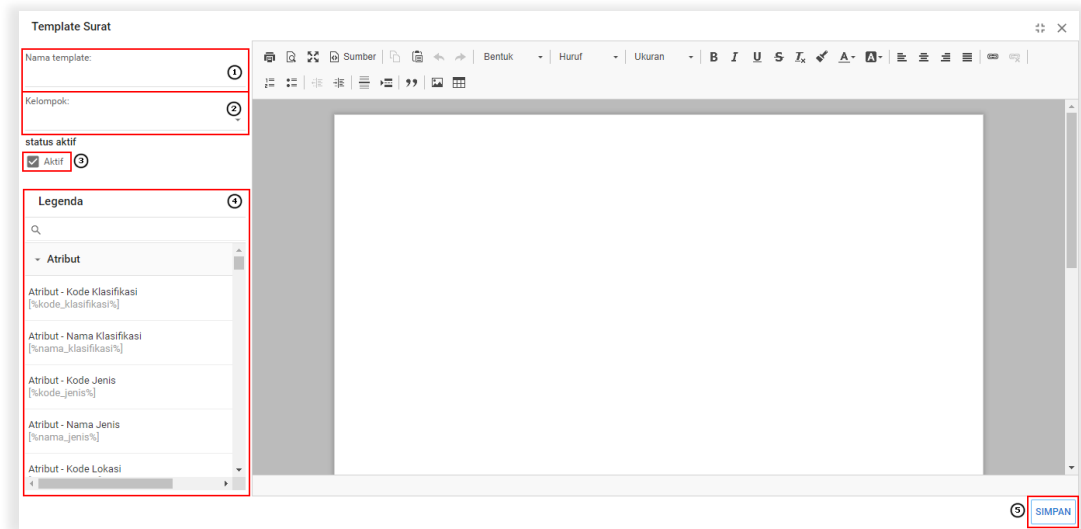 Template Surat
Nama template:
①
Kelompok:
②
status aktif
Aktif ③
Legenda ④
Atribut
Atribut - Kode Klasifikasi
[%kode_klasifikasi%]
Atribut - Nama Klasifikasi
[%nama_klasifikasi%]
Atribut - Kode Jenis
[%kode_jenis%]
Atribut - Nama Jenis
[%nama_jenis%]
Atribut - Kode Lokasi
Sumber Bentuk Huruf Ukuran B I U S Ix A A
⑤ SIMPAN